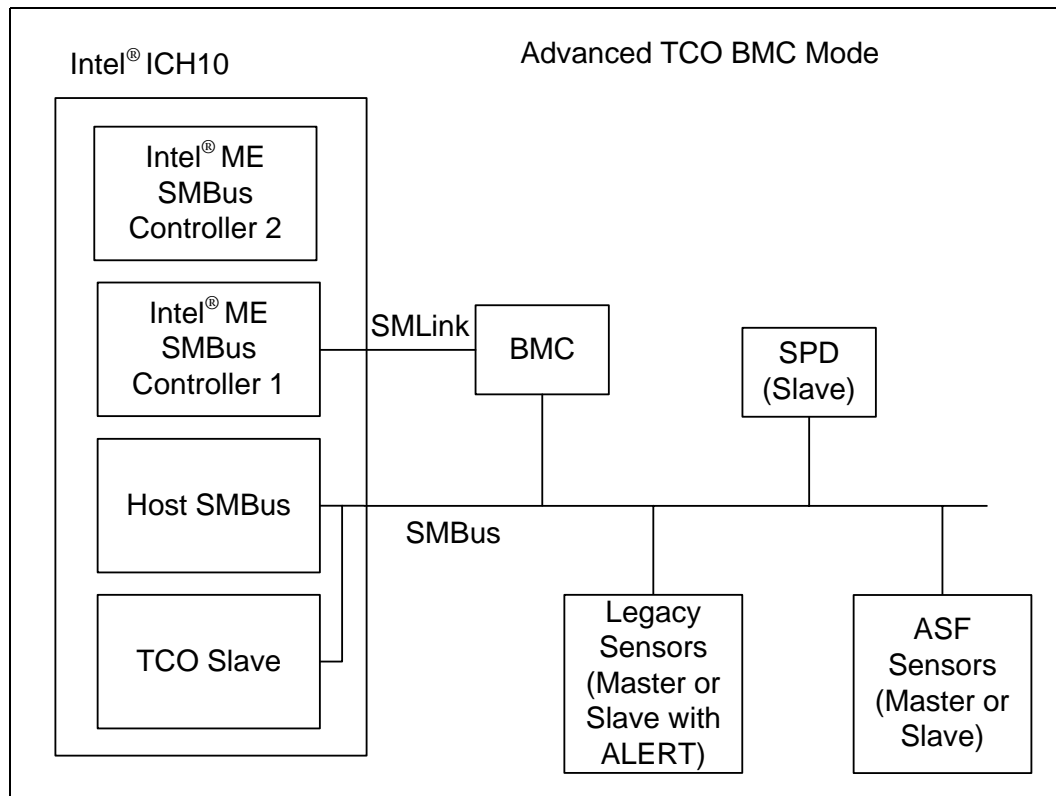 Advanced TCO BMC Mode
Intel® ICH10
Intel® ME
SMBus
Controller 2
Intel® ME
SMBus
Controller 1
SMLink
BMC
SPD
(Slave)
Host SMBus
SMBus
TCO Slave
Legacy
Sensors
(Master or
Slave with
ALERT)
ASF
Sensors
(Master or
Slave)